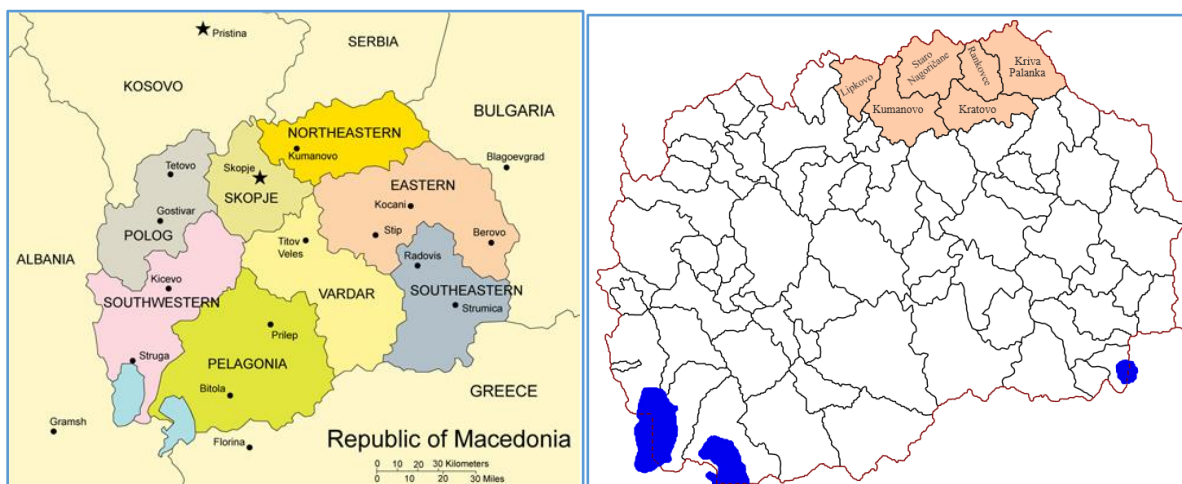 Pristina
SERBIA
KOSOVO
BULGARIA
NORTHEASTERN
Kumanovo
Blagoevgrad
Tetovo
Skopje
SKOPJE
EASTERN
Kocani
Gostivar
POLOG
Stip
Berovo
Titov
Veles
Radovis
ALBANIA
Kicevo
SOUTHWESTERN
VARDAR
SOUTHEASTERN
Strumica
Prilep
Struga
PELAGONIA
Bitola
GREECE
Gramsh
Florina
Republic of Macedonia
0 10 20 30 Kilometers
0 10 20 30 Miles
Lipkovo
Staro
Nagoričane
Rankovce
Kriva
Palanka
Kumanovo
Kratovo